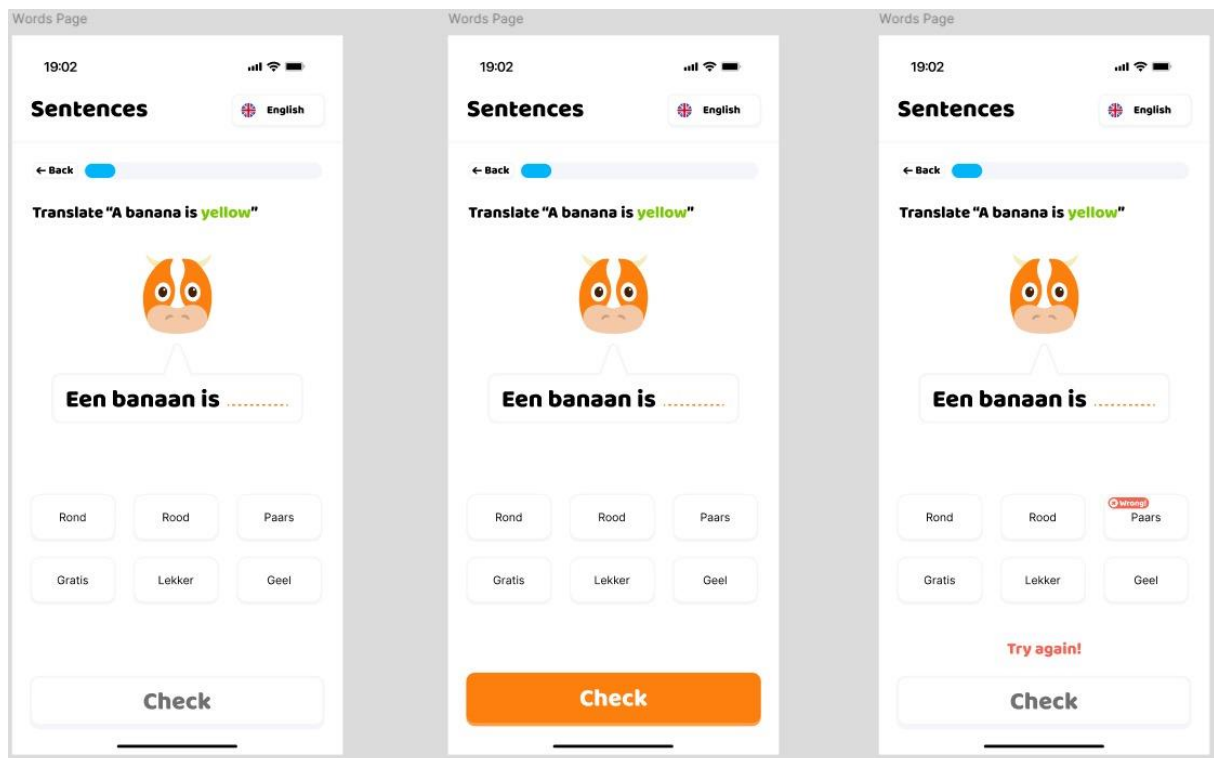 Words Page
19:02
Sentences
English
← Back
Translate “A banana is yellow”
Een banaan is ..........
Rond Rood Paars
Gratis Lekker Geel
Check
Words Page
19:02
Sentences
English
← Back
Translate “A banana is yellow”
Een banaan is ..........
Rond Rood Paars
Gratis Lekker Geel
Check
Words Page
19:02
Sentences
English
← Back
Translate “A banana is yellow”
Een banaan is ..........
Wrong!
Rond Rood Paars
Gratis Lekker Geel
Try again!
Check